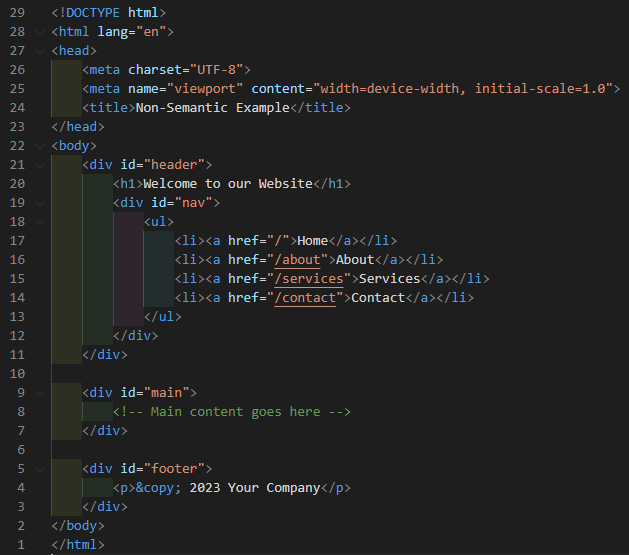 29 <!DOCTYPE html>
28 <html lang="en">
27 <head>
26     <meta charset="UTF-8">
25     <meta name="viewport" content="width=device-width, initial-scale=1.0">
24     <title>Non-Semantic Example</title>
23 </head>
22 <body>
21     <div id="header">
20         <h1>Welcome to our Website</h1>
19         <div id="nav">
18             <ul>
17                 <li><a href="/">Home</a></li>
16                 <li><a href="/about">About</a></li>
15                 <li><a href="/services">Services</a></li>
14                 <li><a href="/contact">Contact</a></li>
13             </ul>
12         </div>
11     </div>
10
9     <div id="main">
8         <!-- Main content goes here -->
7     </div>
6
5     <div id="footer">
4         <p>&copy; 2023 Your Company</p>
3     </div>
2 </body>
1 </html>